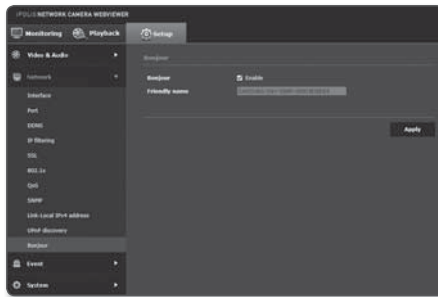 iPOLiS NETWORK CAMERA WEBVIEWER
Monitoring
Playback
Setup
Video & Audio
Network
Interface
Port
DDNS
IP filtering
SSL
802.1x
QoS
SNMP
Link-Local IPv4 address
UPnP discovery
Bonjour
Event
System
Bonjour
Bonjour
Enable
Friendly name
Apply